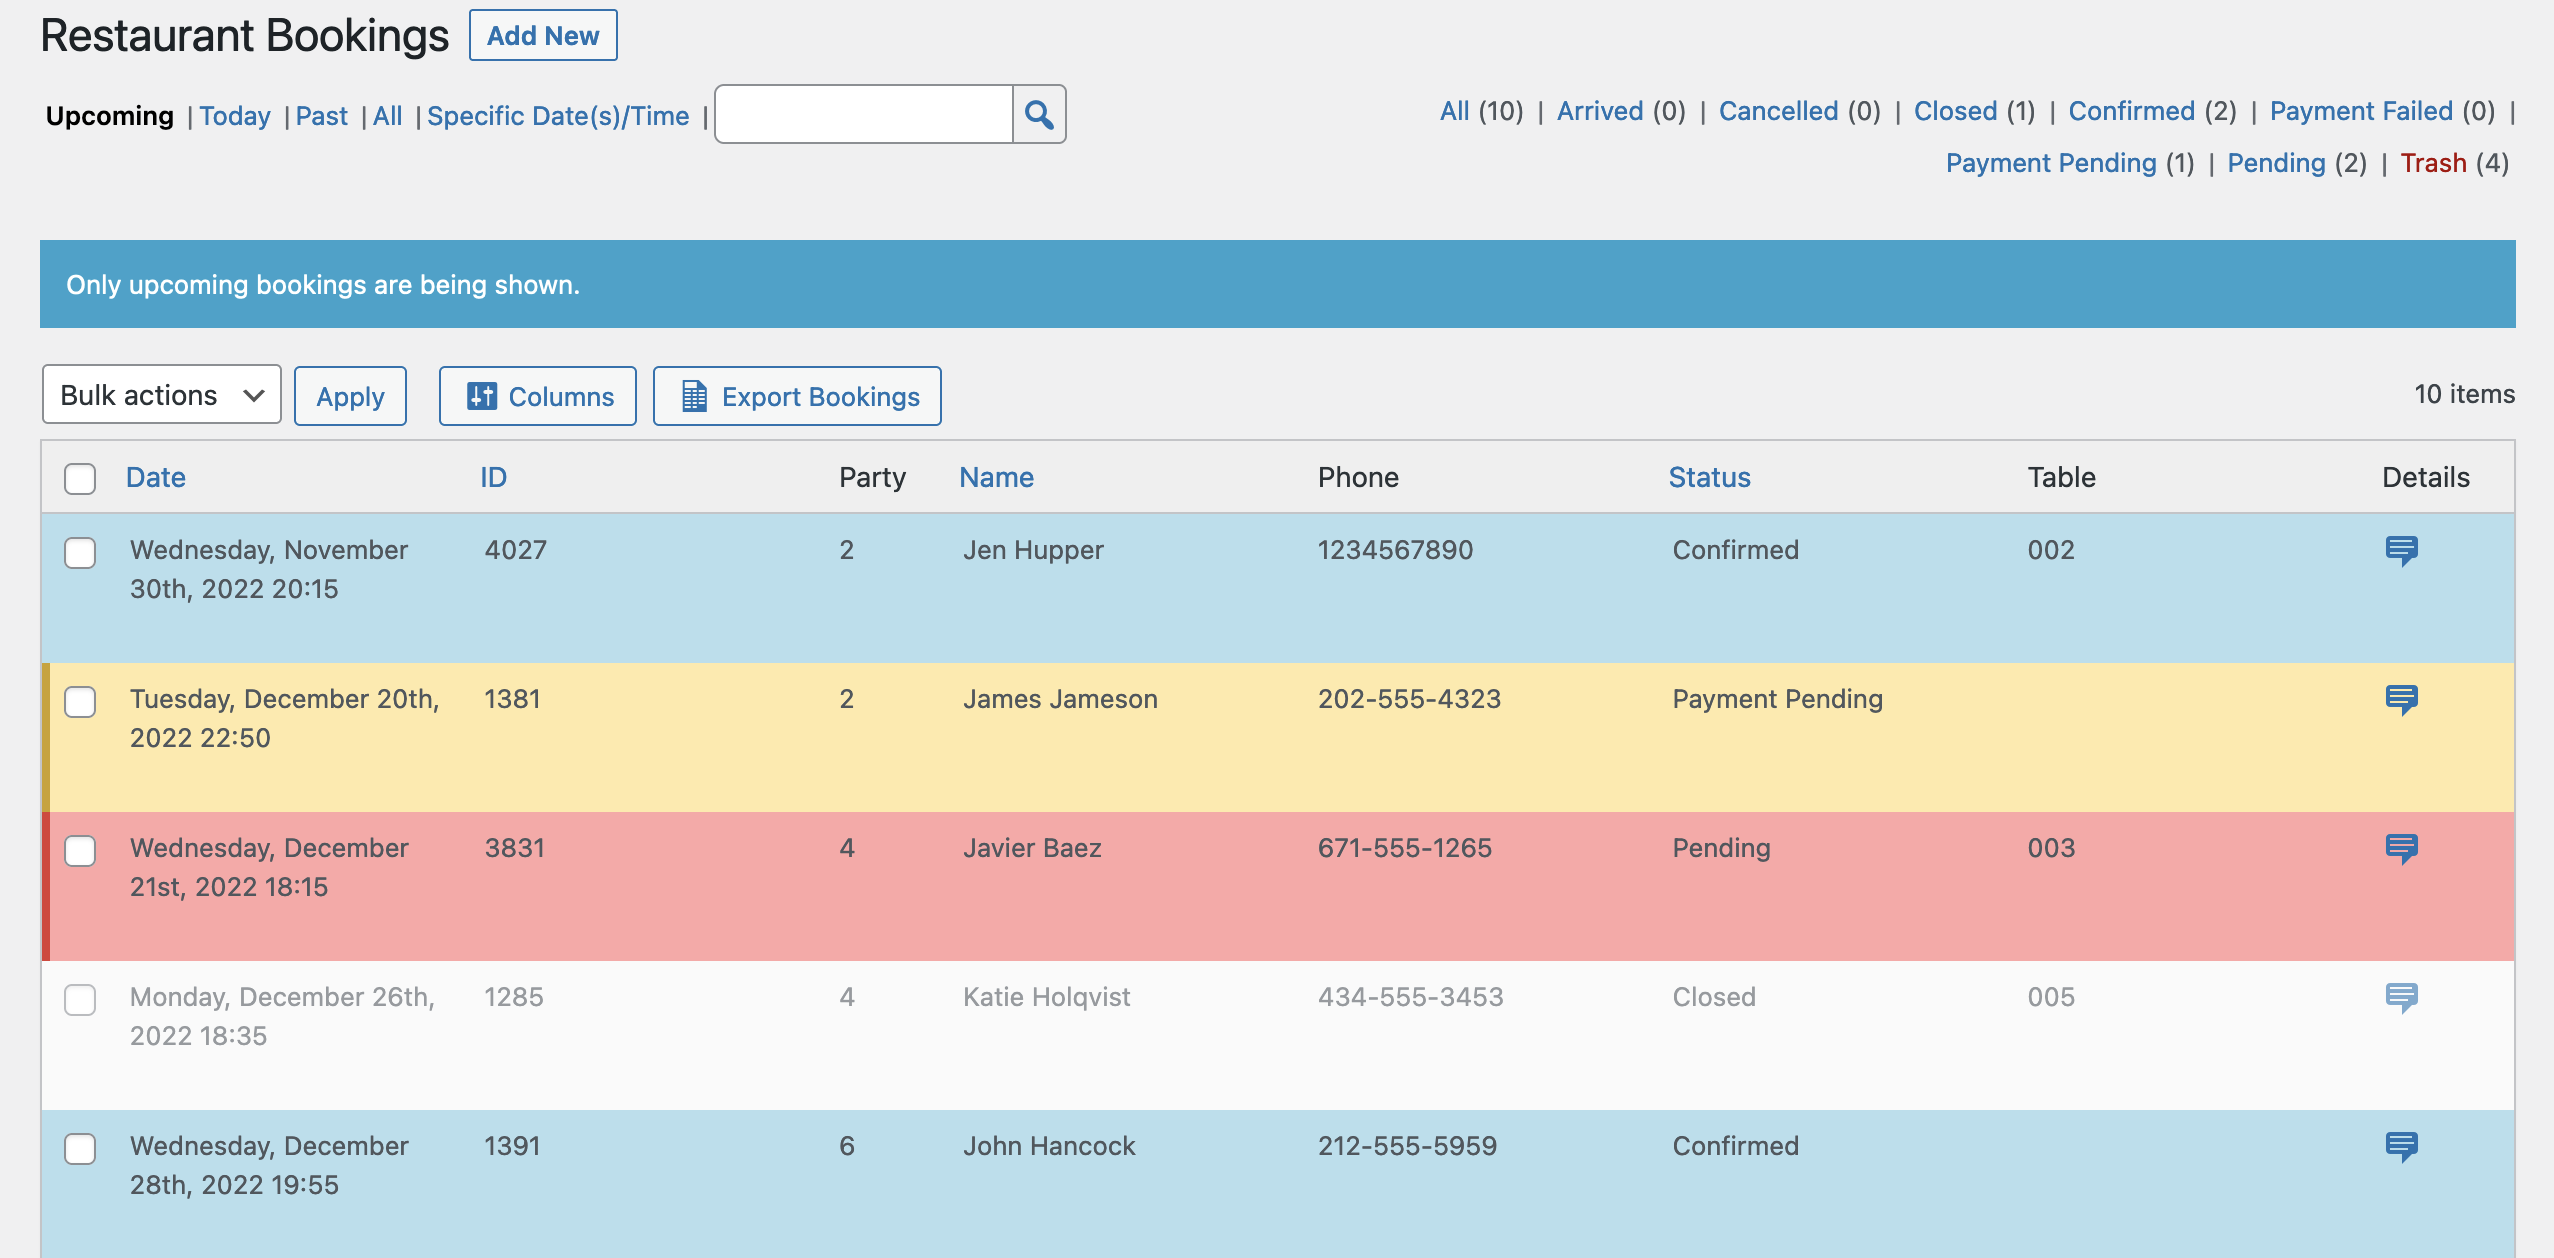 Restaurant Bookings Add New
Upcoming | Today | Past | All | Specific Date(s)/Time |
All (10) | Arrived (0) | Cancelled (0) | Closed (1) | Confirmed (2) | Payment Failed (0) |
Payment Pending (1) | Pending (2) | Trash (4)
Only upcoming bookings are being shown.
Bulk actions Apply Columns Export Bookings 10 items
Date ID Party Name Phone Status Table Details
Wednesday, November 4027 2 Jen Hupper 1234567890 Confirmed 002
30th, 2022 20:15
Tuesday, December 20th, 1381 2 James Jameson 202-555-4323 Payment Pending
2022 22:50
Wednesday, December 3831 4 Javier Baez 671-555-1265 Pending 003
21st, 2022 18:15
Monday, December 26th, 1285 4 Katie Holqvist 434-555-3453 Closed 005
2022 18:35
Wednesday, December 1391 6 John Hancock 212-555-5959 Confirmed
28th, 2022 19:55